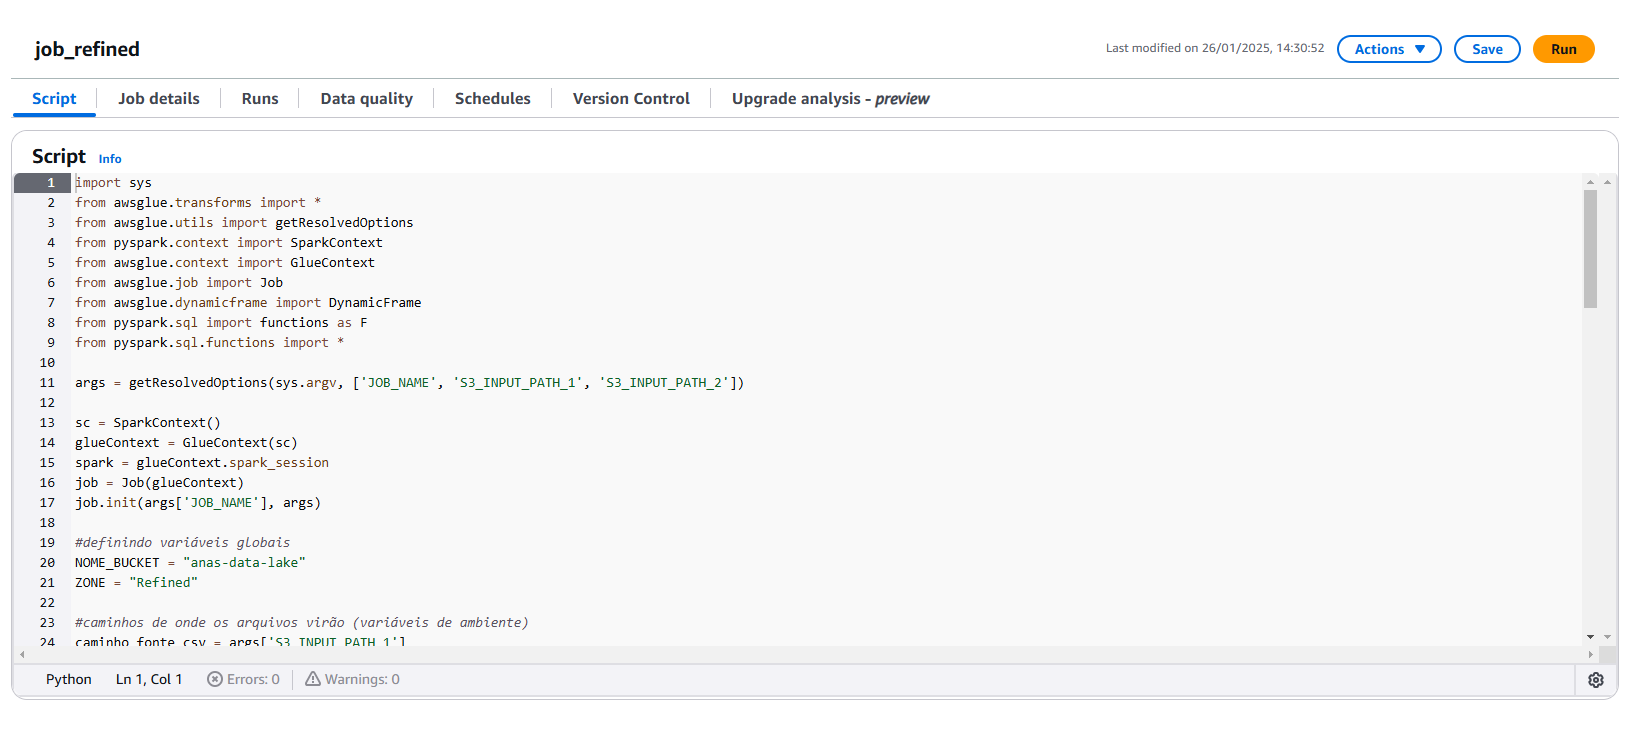 job_refined
Last modified on 26/01/2025, 14:30:52
Actions
Save
Run
Script
Job details
Runs
Data quality
Schedules
Version Control
Upgrade analysis - preview
Script Info
1 import sys
2 from awsglue.transforms import *
3 from awsglue.utils import getResolvedOptions
4 from pyspark.context import SparkContext
5 from awsglue.context import GlueContext
6 from awsglue.job import Job
7 from awsglue.dynamicframe import DynamicFrame
8 from pyspark.sql import functions as F
9 from pyspark.sql.functions import *
10
11 args = getResolvedOptions(sys.argv, ['JOB_NAME', 'S3_INPUT_PATH_1', 'S3_INPUT_PATH_2'])
12
13 sc = SparkContext()
14 glueContext = GlueContext(sc)
15 spark = glueContext.spark_session
16 job = Job(glueContext)
17 job.init(args['JOB_NAME'], args)
18
19 #definindo variáveis globais
20 NOME_BUCKET = "anas-data-lake"
21 ZONE = "Refined"
22
23 #caminhos de onde os arquivos virão (variáveis de ambiente)
24 caminho_fonte_csv = args['S3_INPUT_PATH_1']
Python Ln 1, Col 1 Errors: 0 Warnings: 0